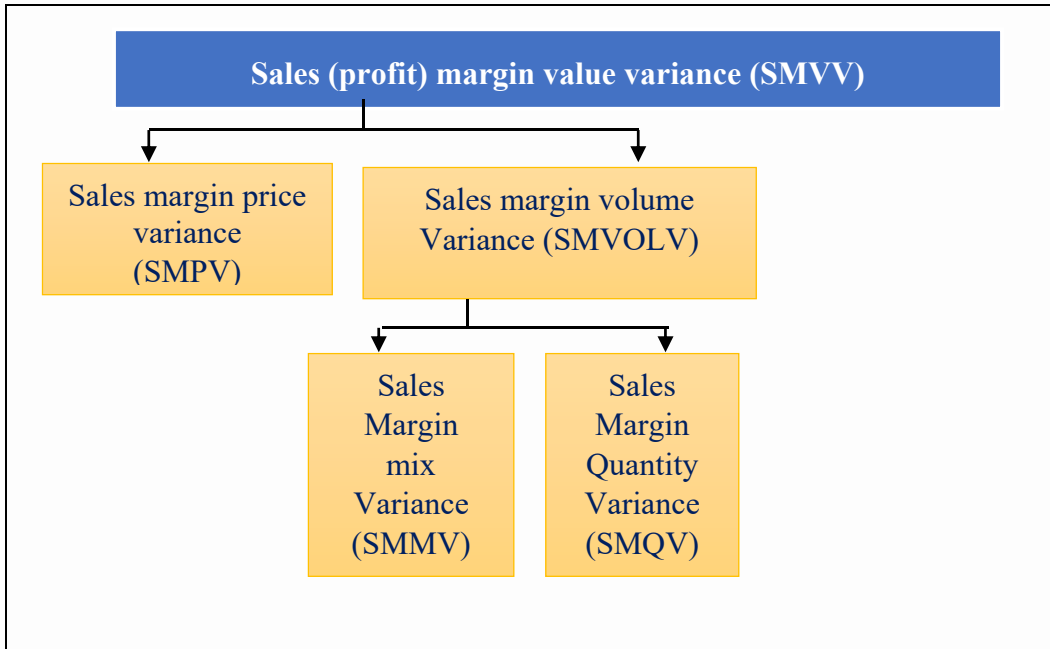 Sales (profit) margin value variance (SMVV)
Sales margin price
variance
(SMPV)
Sales margin volume
Variance (SMVOLV)
Sales
Margin
mix
Variance
(SMMV)
Sales
Margin
Quantity
Variance
(SMQV)